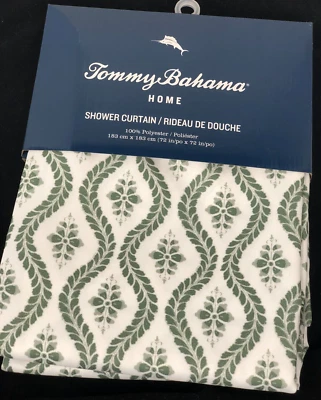 Tommy Bahama
HOME
SHOWER CURTAIN / RIDEAU DE DOUCHE
100% Polyester / Poliéster
183 cm x 183 cm (72 in/po x 72 in/po)